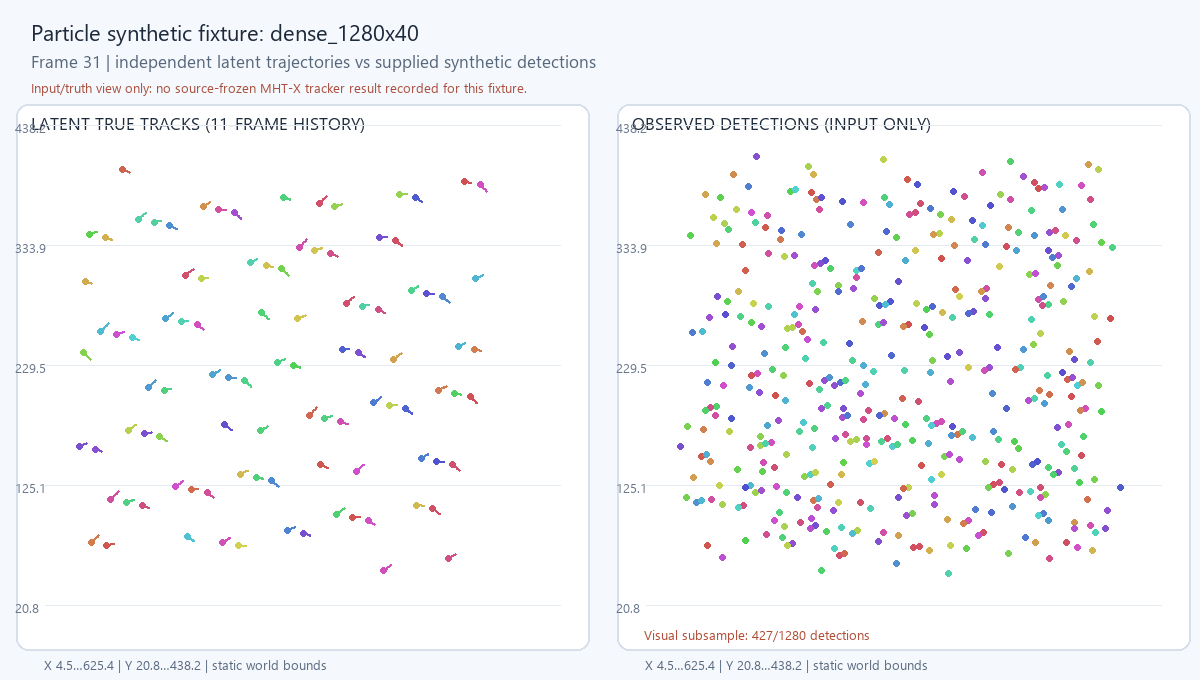 Particle synthetic fixture: dense_1280x40
Frame 31 | independent latent trajectories vs supplied synthetic detections
Input/truth view only: no source-frozen MHT-X tracker result recorded for this fixture.
LATENT TRUE TRACKS (11-FRAME HISTORY)
438.2
333.9
229.5
125.1
20.8
X 4.5...625.4 | Y 20.8...438.2 | static world bounds
OBSERVED DETECTIONS (INPUT ONLY)
438.2
333.9
229.5
125.1
20.8
Visual subsample: 427/1280 detections
X 4.5...625.4 | Y 20.8...438.2 | static world bounds